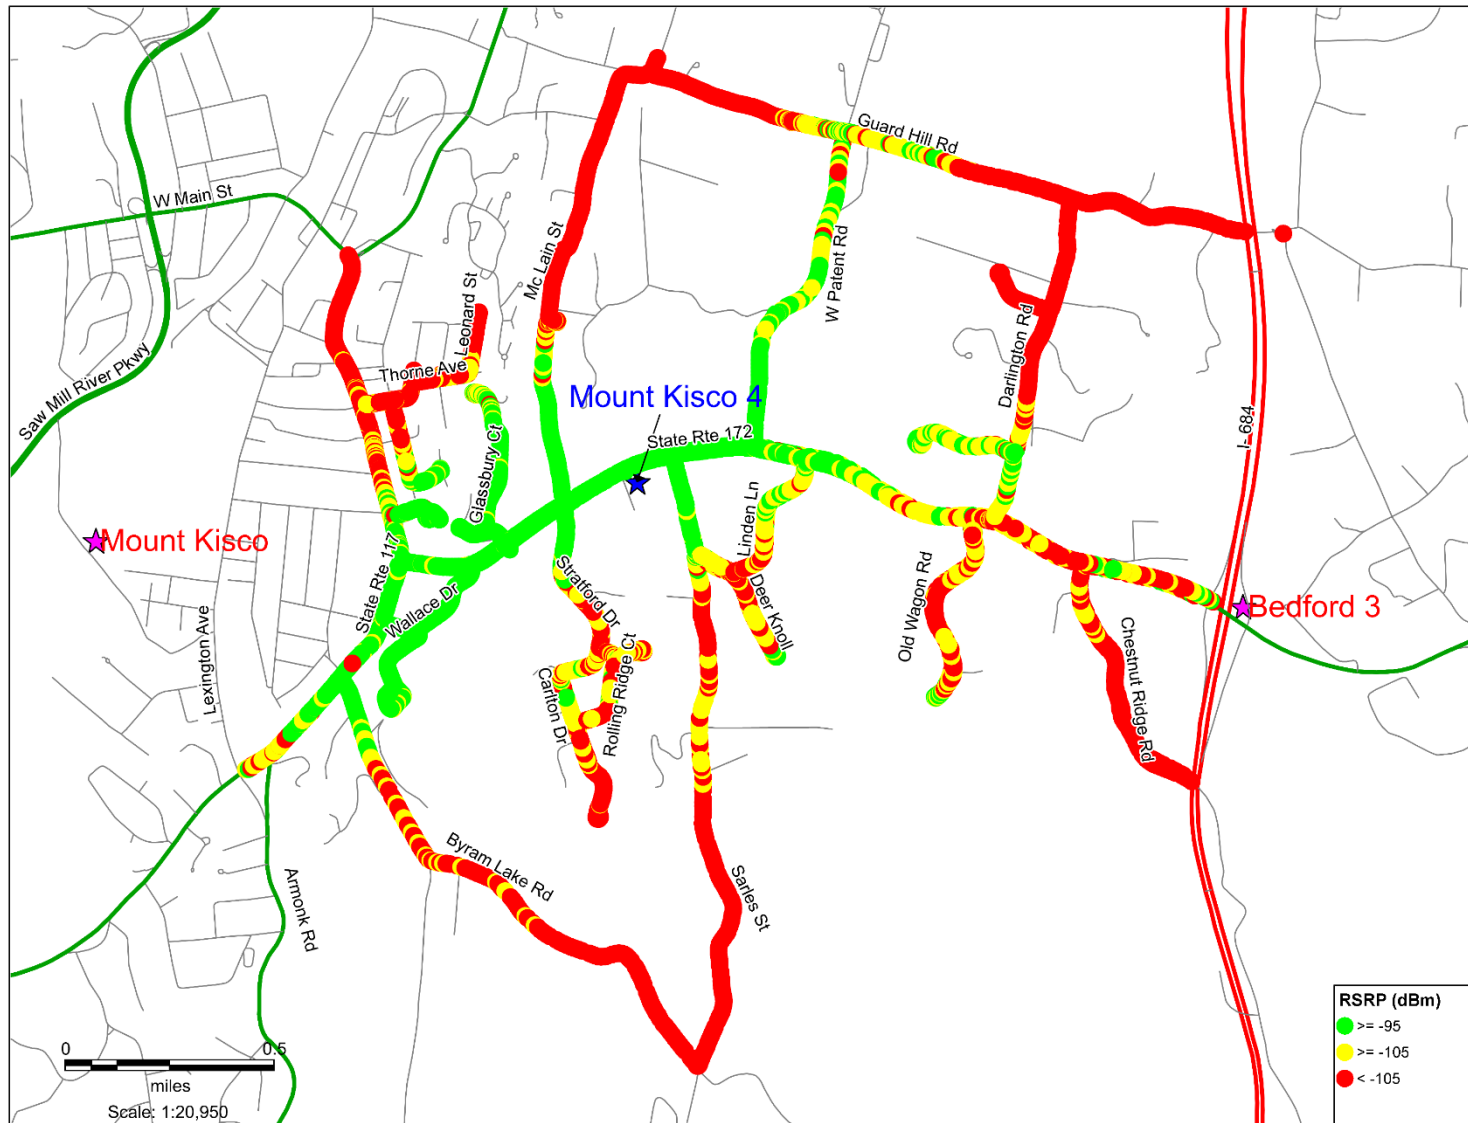 Guard Hill Rd
W Main St
Mc Lain St
W Patent Rd
Leonard St
Thorne Ave
Saw Mill River Pkwy
Darlington Rd
Mount Kisco 4
State Rte 172
I- 684
Glassbury Ct
Linden Ln
Mount Kisco
State Rte 117
Wallace Dr
Stratford Dr
Deer Knoll
Old Wagon Rd
Bedford 3
Lexington Ave
Carlton Dr
Rolling Ridge Ct
Chestnut Ridge Rd
Byram Lake Rd
Sarles St
Armonk Rd
RSRP (dBm)
>= -95
>= -105
< -105
0 0.5
miles
Scale: 1:20,950